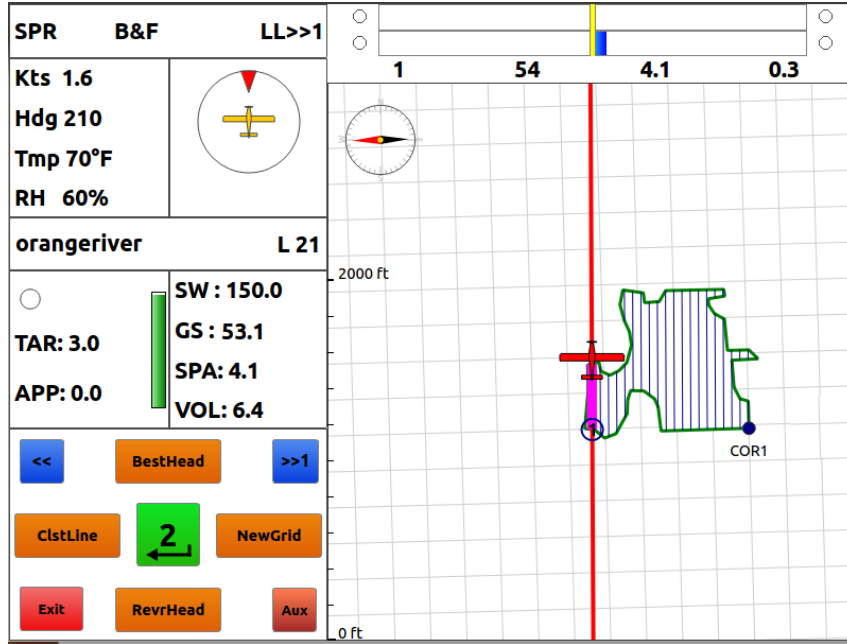 SPR B&F LL>>1
Kts 1.6
Hdg 210
Tmp 70°F
RH 60%
orangeriver L 21
TAR: 3.0
APP: 0.0
SW : 150.0
GS : 53.1
SPA: 4.1
VOL: 6.4
<< BestHead >>1
ClstLine 2 NewGrid
Exit RevrHead Aux
1 54 4.1 0.3
2000 ft
1
COR1
0 ft